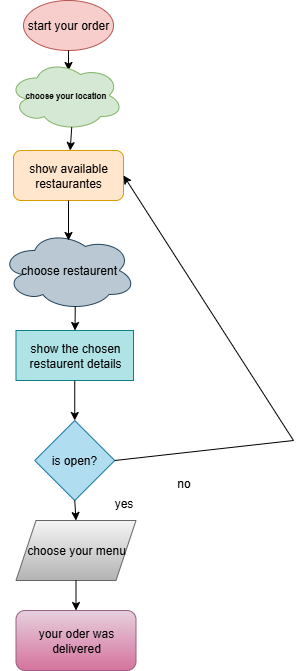 start your order
choose your location
show available
restaurantes
choose restaurent
show the chosen
restaurent details
is open?
no
yes
choose your menu
your oder was
delivered